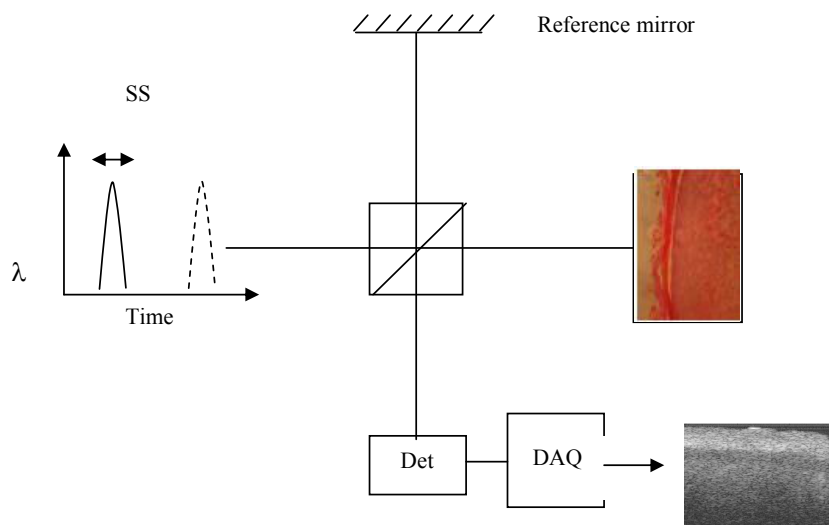 Reference mirror
SS
λ
Time
Det
DAQ